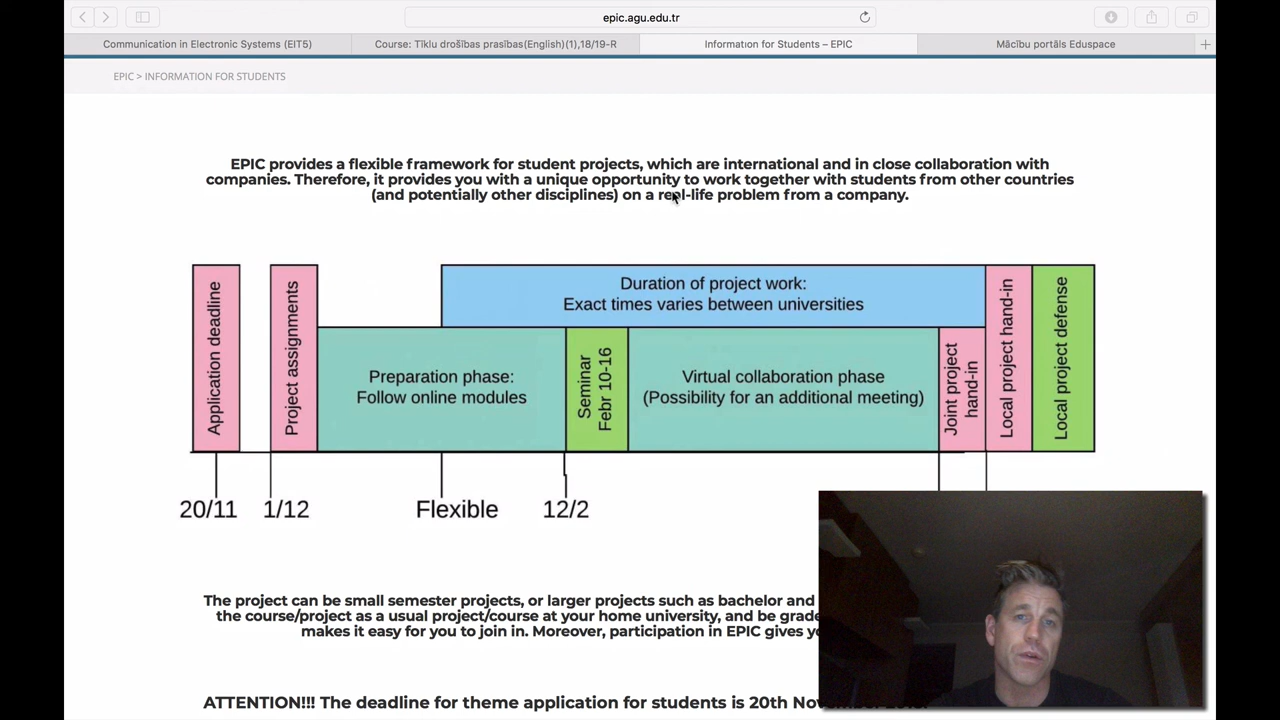 epic.agu.edu.tr
Communication in Electronic Systems (EIT5)
Course: Tīklu drošības prasības(English)(1),18/19-R
Information for Students – EPIC
Mācību portāls Eduspace
EPIC > INFORMATION FOR STUDENTS
EPIC provides a flexible framework for student projects, which are international and in close collaboration with
companies. Therefore, it provides you with a unique opportunity to work together with students from other countries
(and potentially other disciplines) on a real-life problem from a company.
Application deadline
Project assignments
Duration of project work:
Exact times varies between universities
Preparation phase:
Follow online modules
Seminar
Febr 10-16
Virtual collaboration phase
(Possibility for an additional meeting)
Joint project
hand-in
Local project hand-in
Local project defense
20/11
1/12
Flexible
12/2
The project can be small semester projects, or larger projects such as bachelor and
the course/project as a usual project/course at your home university, and be
makes it easy for you to join in. Moreover, participation in EPIC gives
ATTENTION!!! The deadline for theme application for students is 20th